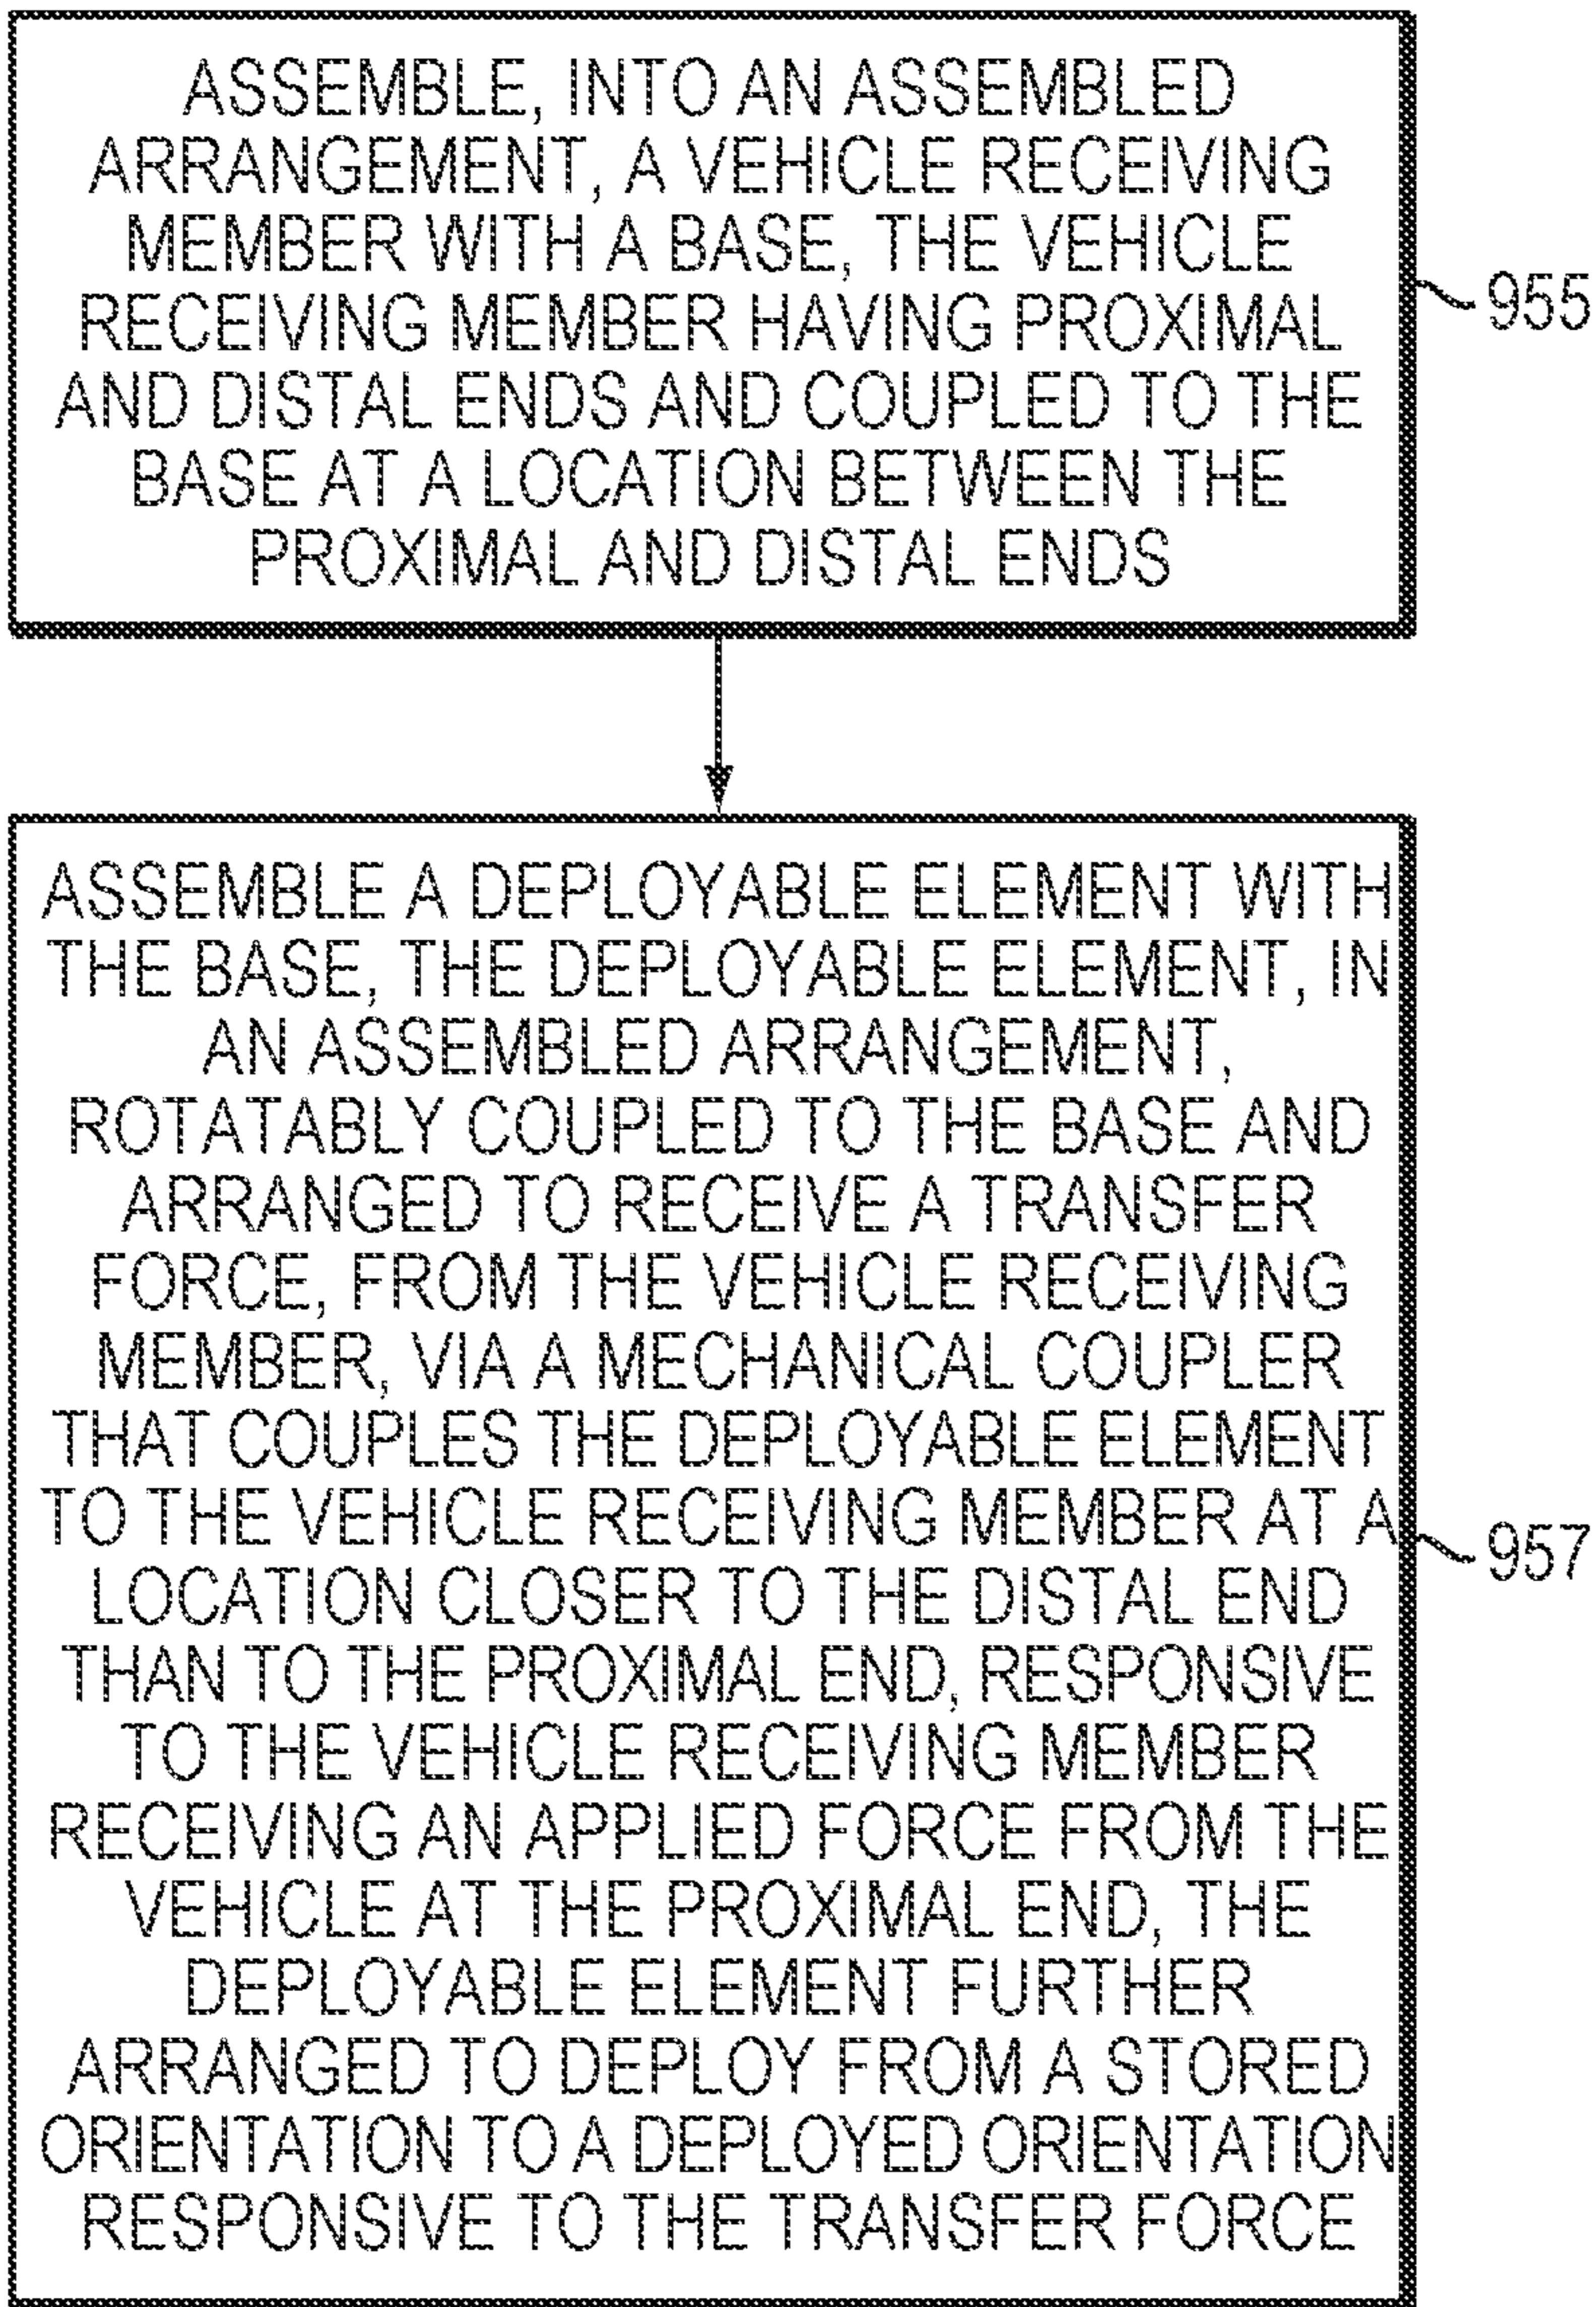 ASSEMBLE, INTO AN ASSEMBLED
ARRANGEMENT, A VEHICLE RECEIVING
MEMBER WITH A BASE, THE VEHICLE
RECEIVING MEMBER HAVING PROXIMAL
AND DISTAL ENDS AND COUPLED TO THE
BASE AT A LOCATION BETWEEN THE
PROXIMAL AND DISTAL ENDS
955
ASSEMBLE A DEPLOYABLE ELEMENT WITH
THE BASE, THE DEPLOYABLE ELEMENT, IN
AN ASSEMBLED ARRANGEMENT,
ROTATABLY COUPLED TO THE BASE AND
ARRANGED TO RECEIVE A TRANSFER
FORCE, FROM THE VEHICLE RECEIVING
MEMBER, VIA A MECHANICAL COUPLER
THAT COUPLES THE DEPLOYABLE ELEMENT
TO THE VEHICLE RECEIVING MEMBER AT A
LOCATION CLOSER TO THE DISTAL END
THAN TO THE PROXIMAL END, RESPONSIVE
TO THE VEHICLE RECEIVING MEMBER
RECEIVING AN APPLIED FORCE FROM THE
VEHICLE AT THE PROXIMAL END, THE
DEPLOYABLE ELEMENT FURTHER
ARRANGED TO DEPLOY FROM A STORED
ORIENTATION TO A DEPLOYED ORIENTATION
RESPONSIVE TO THE TRANSFER FORCE
957